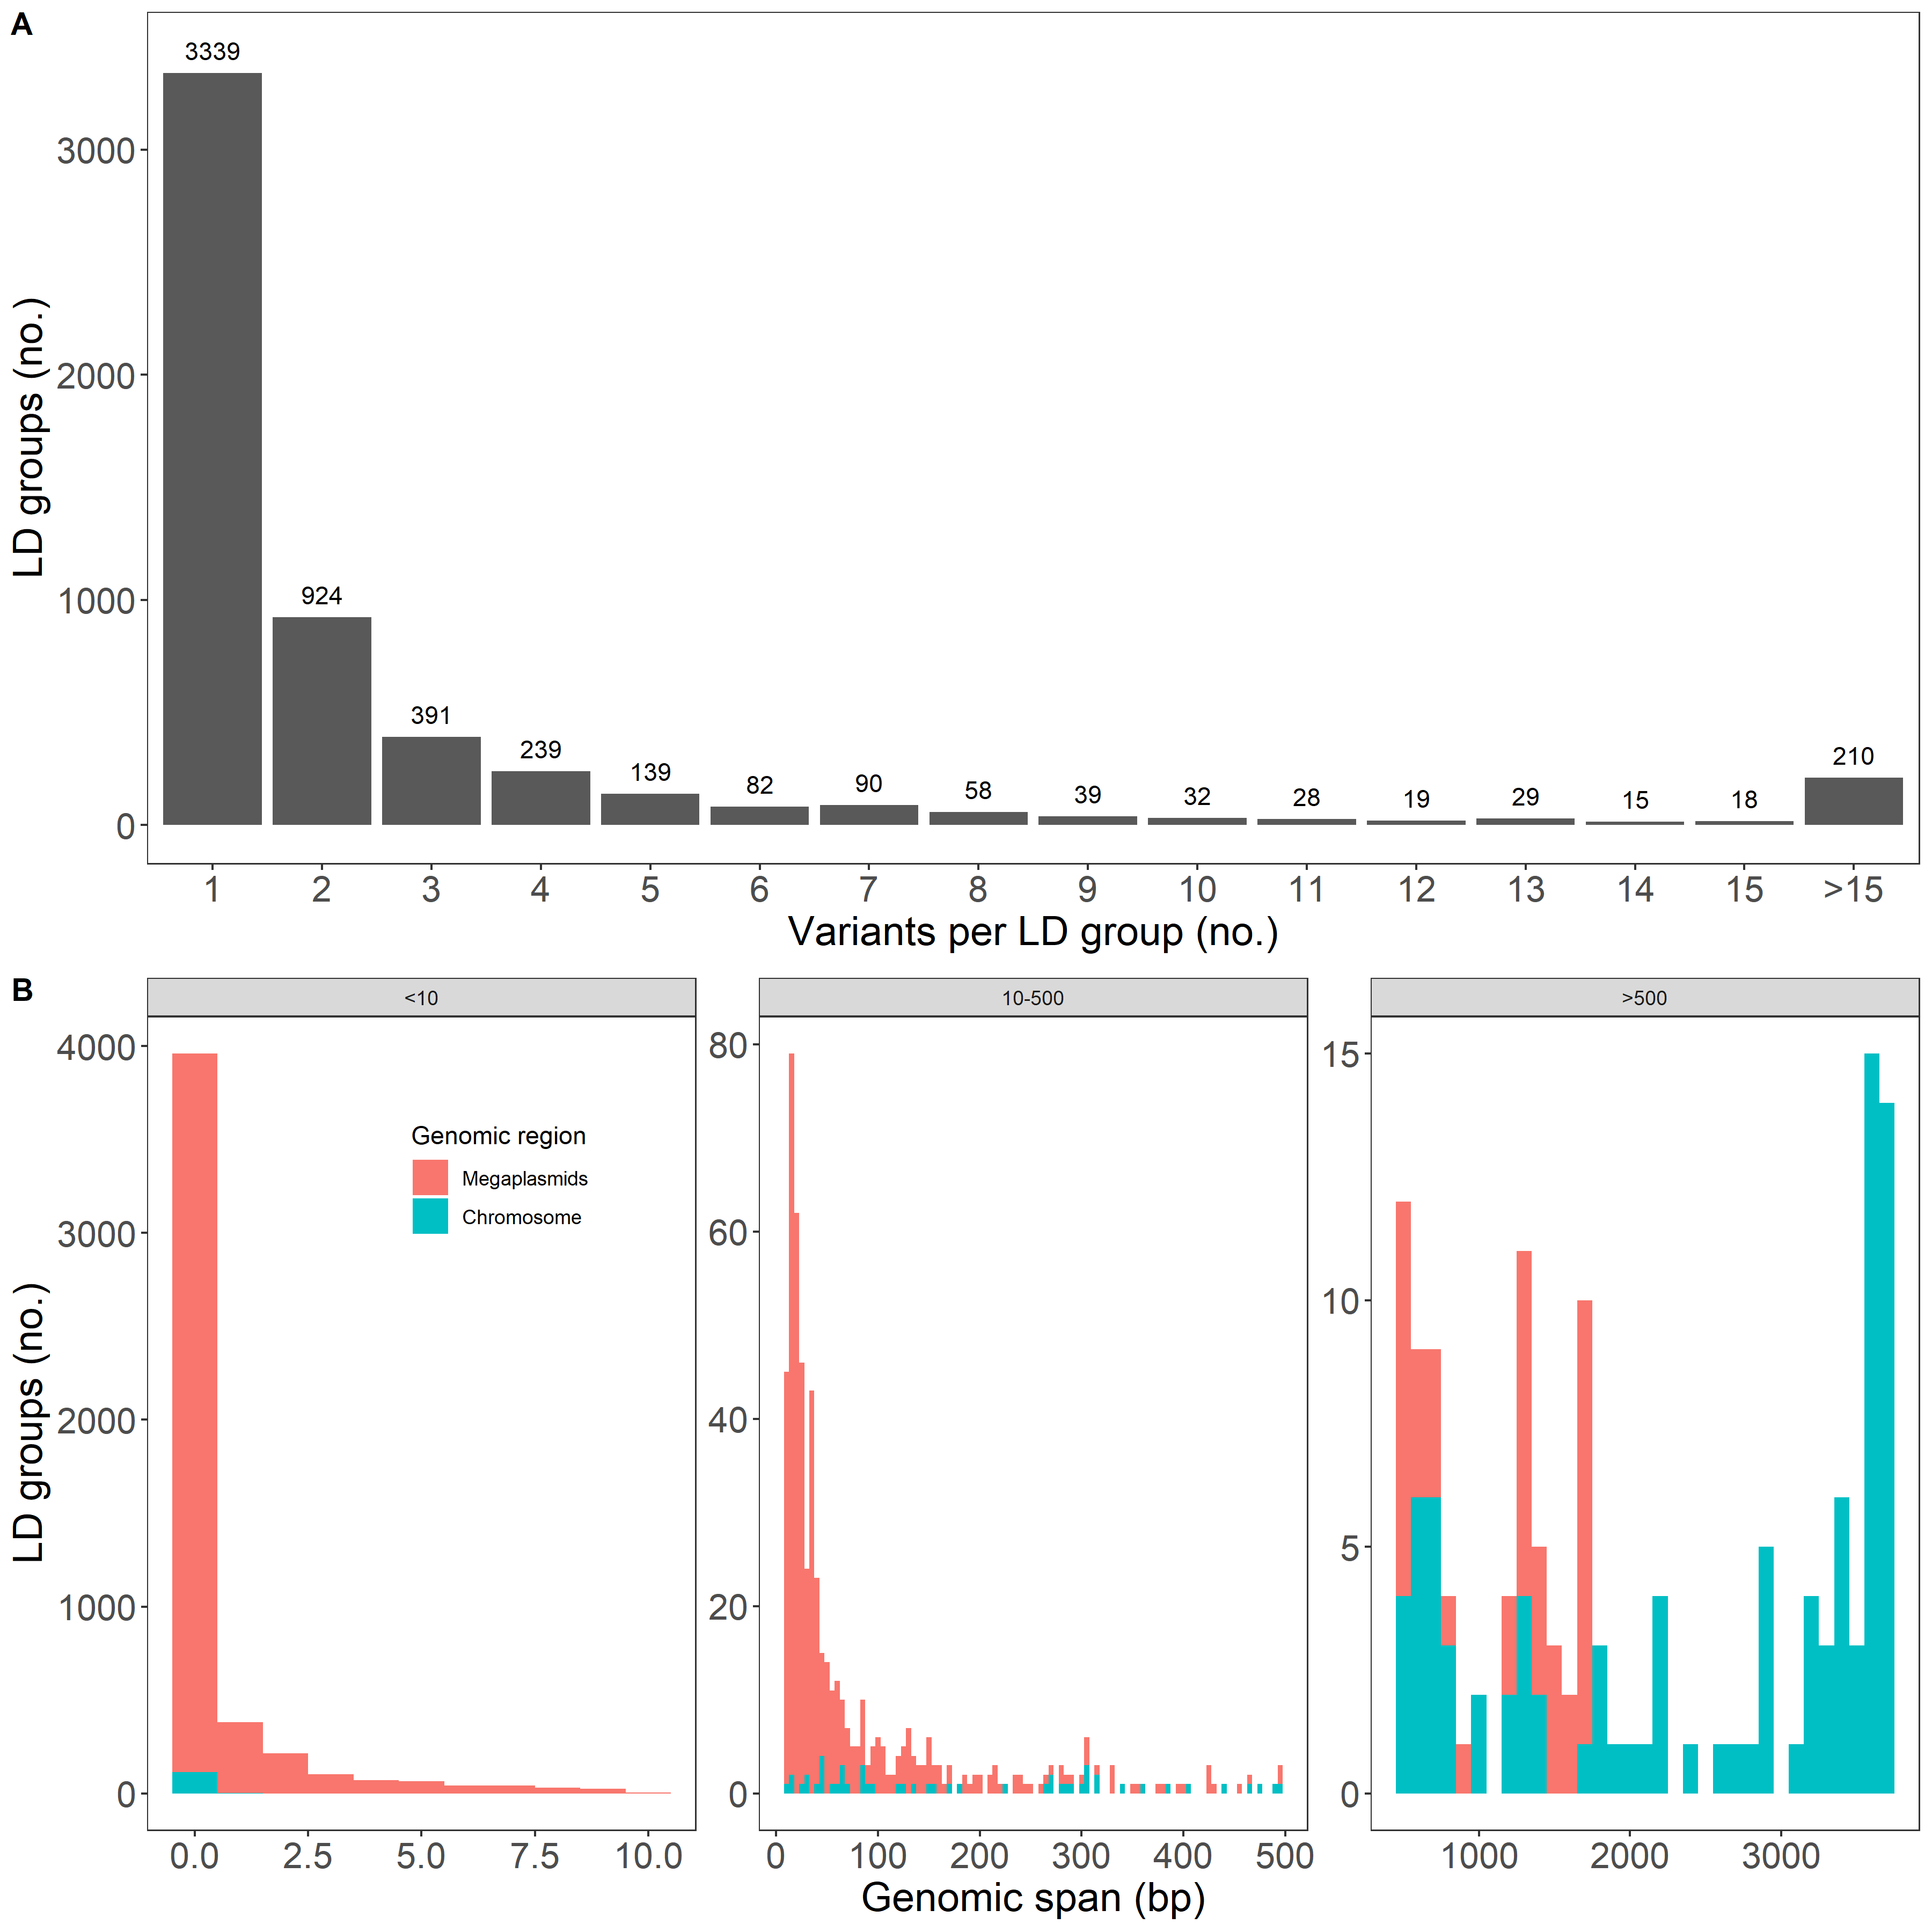 A
3339
924
391
239
139
82
90
58
39
32
28
19
29
15
18
210
3000
2000
1000
0
LD groups (no.)
1 2 3 4 5 6 7 8 9 10 11 12 13 14 15 >15
Variants per LD group (no.)
B
<10
10-500
>500
4000
3000
2000
1000
0
LD groups (no.)
Genomic region
Megaplasmids
Chromosome
0.0 2.5 5.0 7.5 10.0
80
60
40
20
0
0 100 200 300 400 500
15
10
5
0
1000 2000 3000
Genomic span (bp)